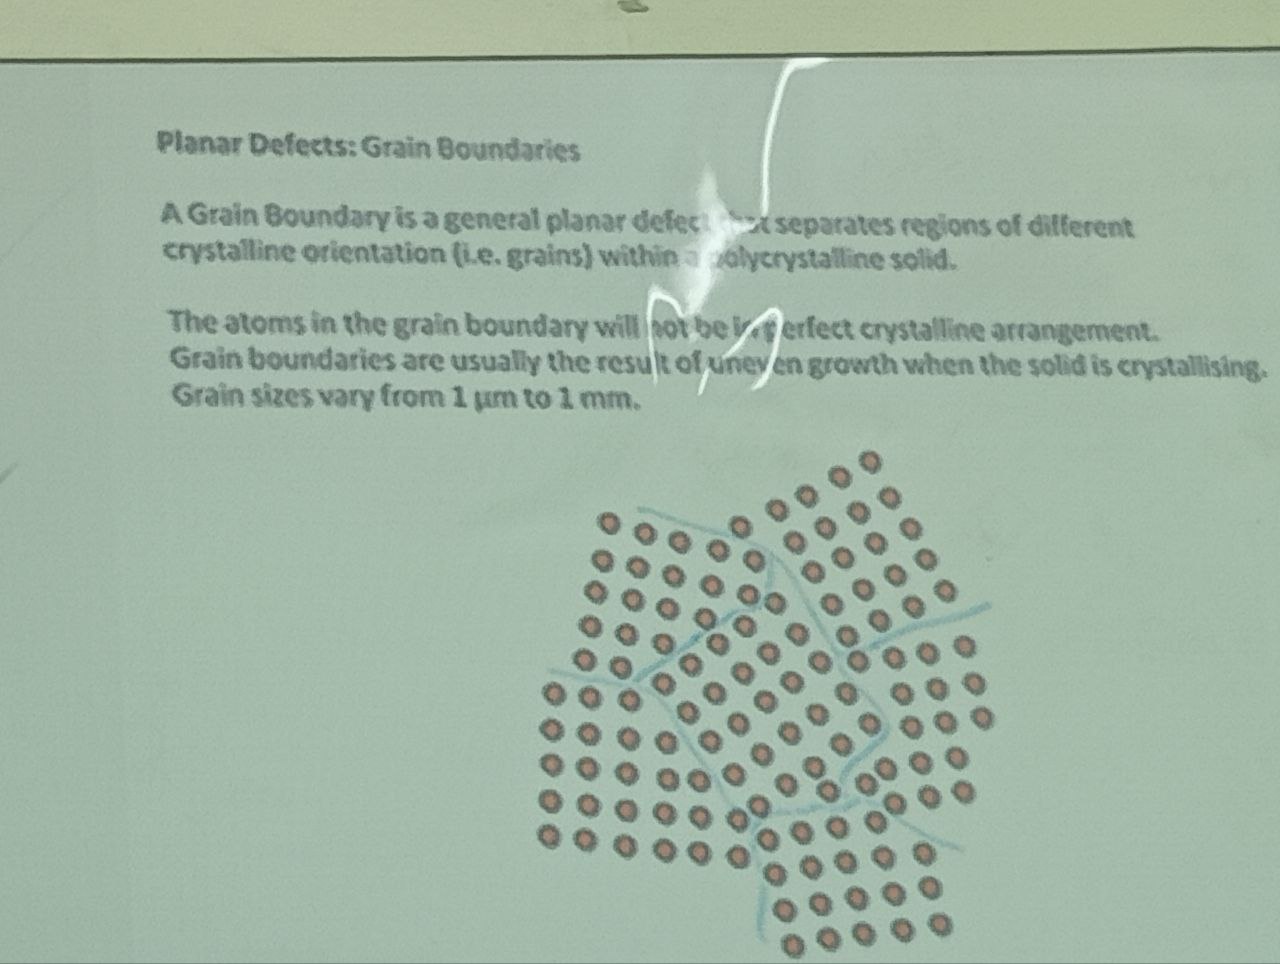 Planar Defects: Grain Boundaries
A Grain Boundary is a general planar defect that separates regions of different
crystalline orientation (i.e. grains) within a polycrystalline solid.
The atoms in the grain boundary will not be in perfect crystalline arrangement.
Grain boundaries are usually the result of uneven growth when the solid is crystallising.
Grain sizes vary from 1 µm to 1 mm.